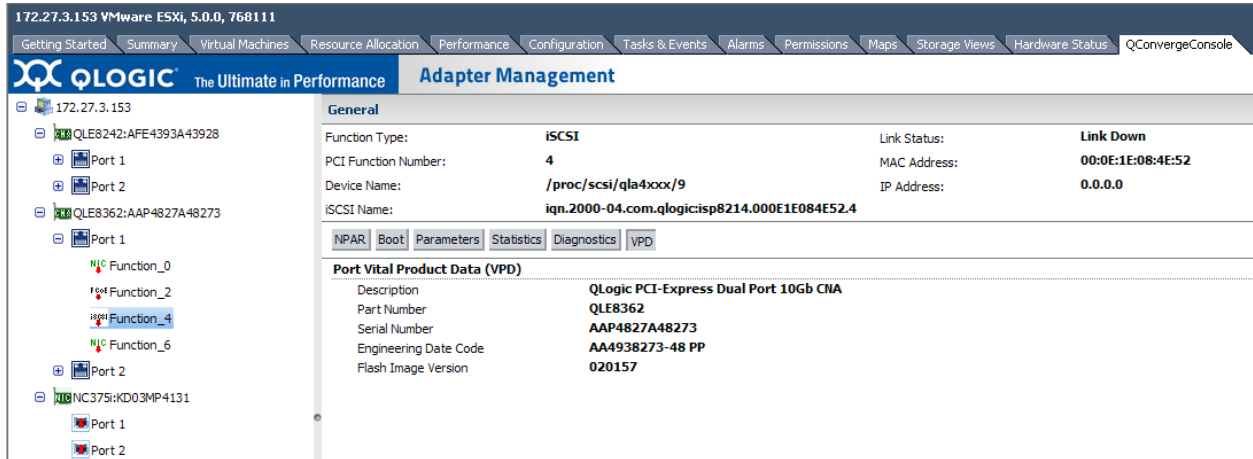 172.27.3.153 VMware ESXi, 5.0.0, 768111
Getting Started Summary Virtual Machines Resource Allocation Performance Configuration Tasks & Events Alarms Permissions Maps Storage Views Hardware Status QConvergeConsole
QLOGIC The Ultimate in Performance Adapter Management
172.27.3.153
QLE8242:AFE4393A43928
Port 1
Port 2
QLE8362:AAP4827A48273
Port 1
NIC Function_0
FCoE Function_2
iSCSI Function_4
NIC Function_6
Port 2
NIC NC375i:KD03MP4131
Port 1
Port 2
General
Function Type: iSCSI Link Status: Link Down
PCI Function Number: 4 MAC Address: 00:0E:1E:08:4E:52
Device Name: /proc/scsi/qla4xxx/9 IP Address: 0.0.0.0
iSCSI Name: iqn.2000-04.com.qlogic:isp8214.000E1E084E52.4
NPAR Boot Parameters Statistics Diagnostics VPD
Port Vital Product Data (VPD)
Description QLogic PCI-Express Dual Port 10Gb CNA
Part Number QLE8362
Serial Number AAP4827A48273
Engineering Date Code AA4938273-48 PP
Flash Image Version 020157